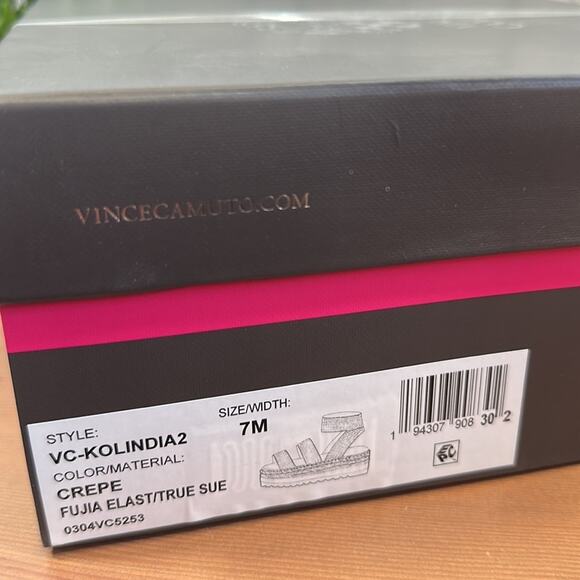 VINCECAMUTO.COM
STYLE:
VC-KOLINDIA2
COLOR/MATERIAL:
CREPE
FUJIA ELAST/TRUE SUE
0304VC5253
SIZE/WIDTH:
7M
1 94307 908 30 2